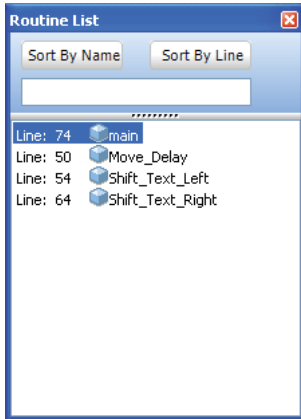 Routine List
Sort By Name Sort By Line
Line: 74 main
Line: 50 Move_Delay
Line: 54 Shift_Text_Left
Line: 64 Shift_Text_Right